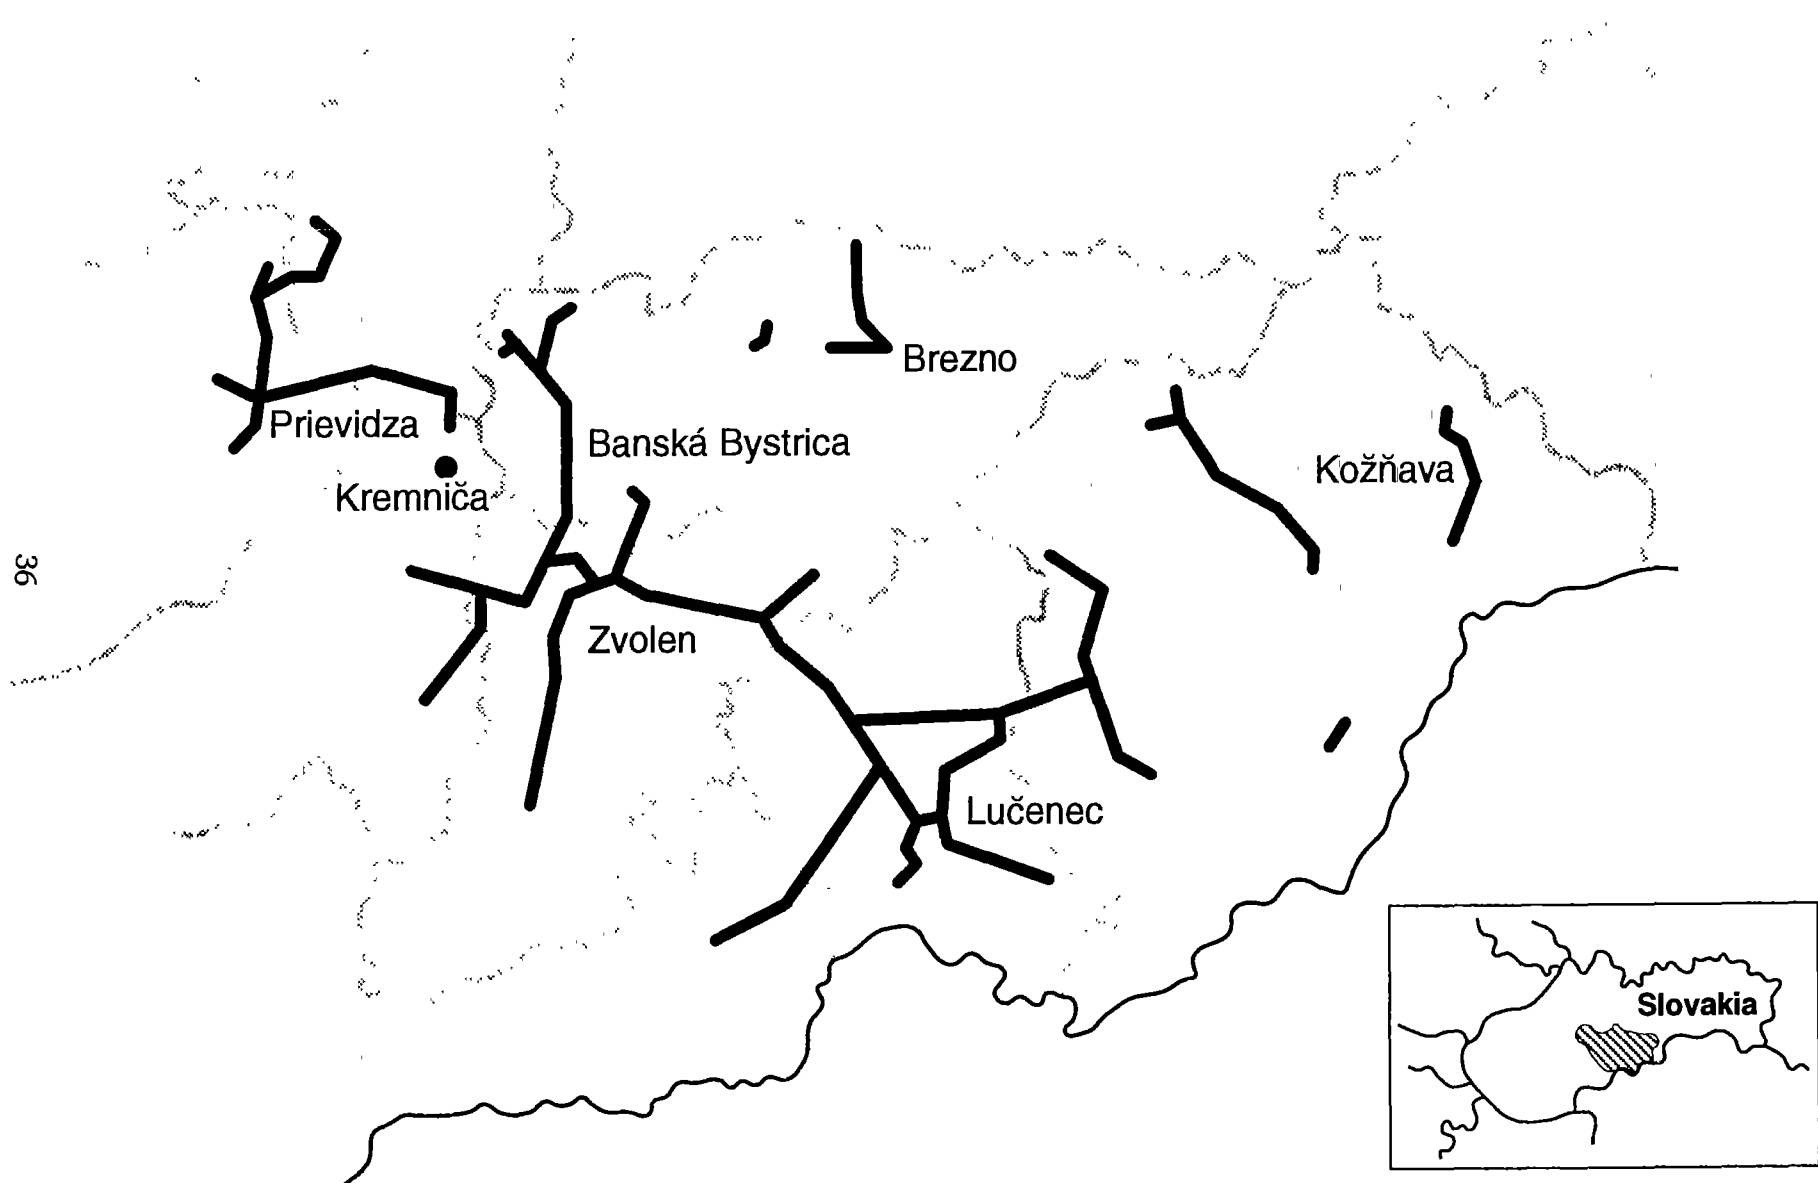 Brezno
Prievidza
Banská Bystrica
Kožňava
Kremniča
36
Zvolen
Lučenec
Slovakia